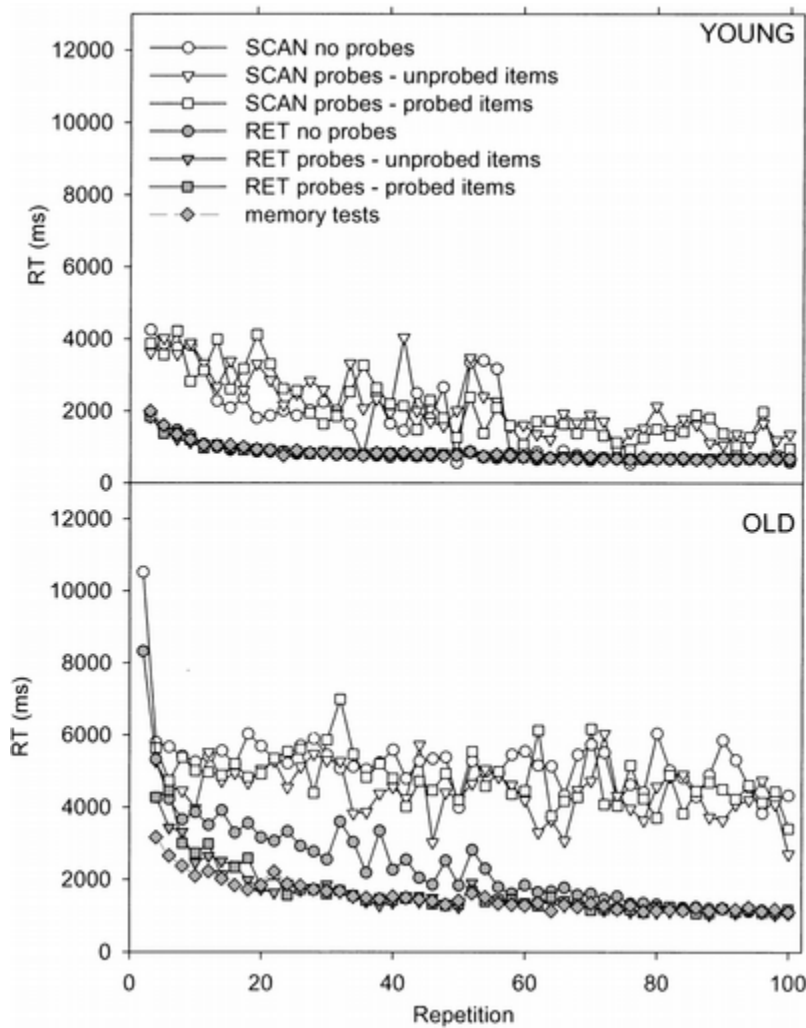 YOUNG
12000
10000
8000
6000
4000
2000
0
RT (ms)
SCAN no probes
SCAN probes - unprobed items
SCAN probes - probed items
RET no probes
RET probes - unprobed items
RET probes - probed items
memory tests
OLD
12000
10000
8000
6000
4000
2000
0
RT (ms)
0 20 40 60 80 100
Repetition